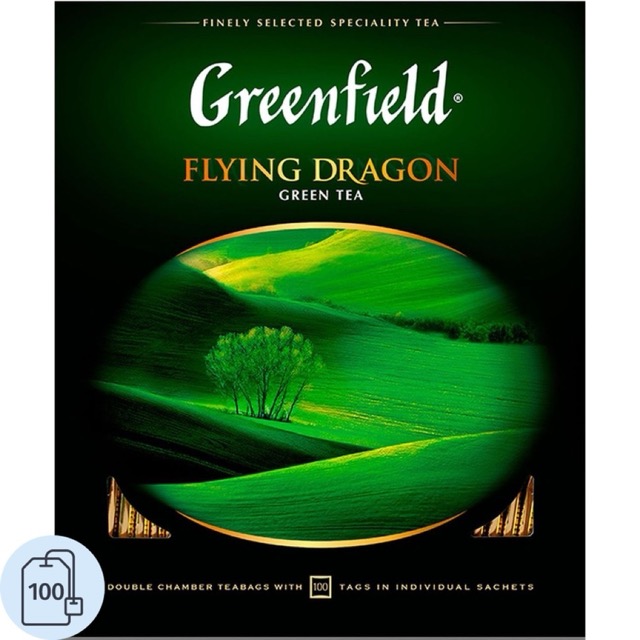 FINELY SELECTED SPECIALITY TEA
Greenfield®
FLYING DRAGON
GREEN TEA
DOUBLE CHAMBER TEABAGS WITH 100 TAGS IN INDIVIDUAL SACHETS
100